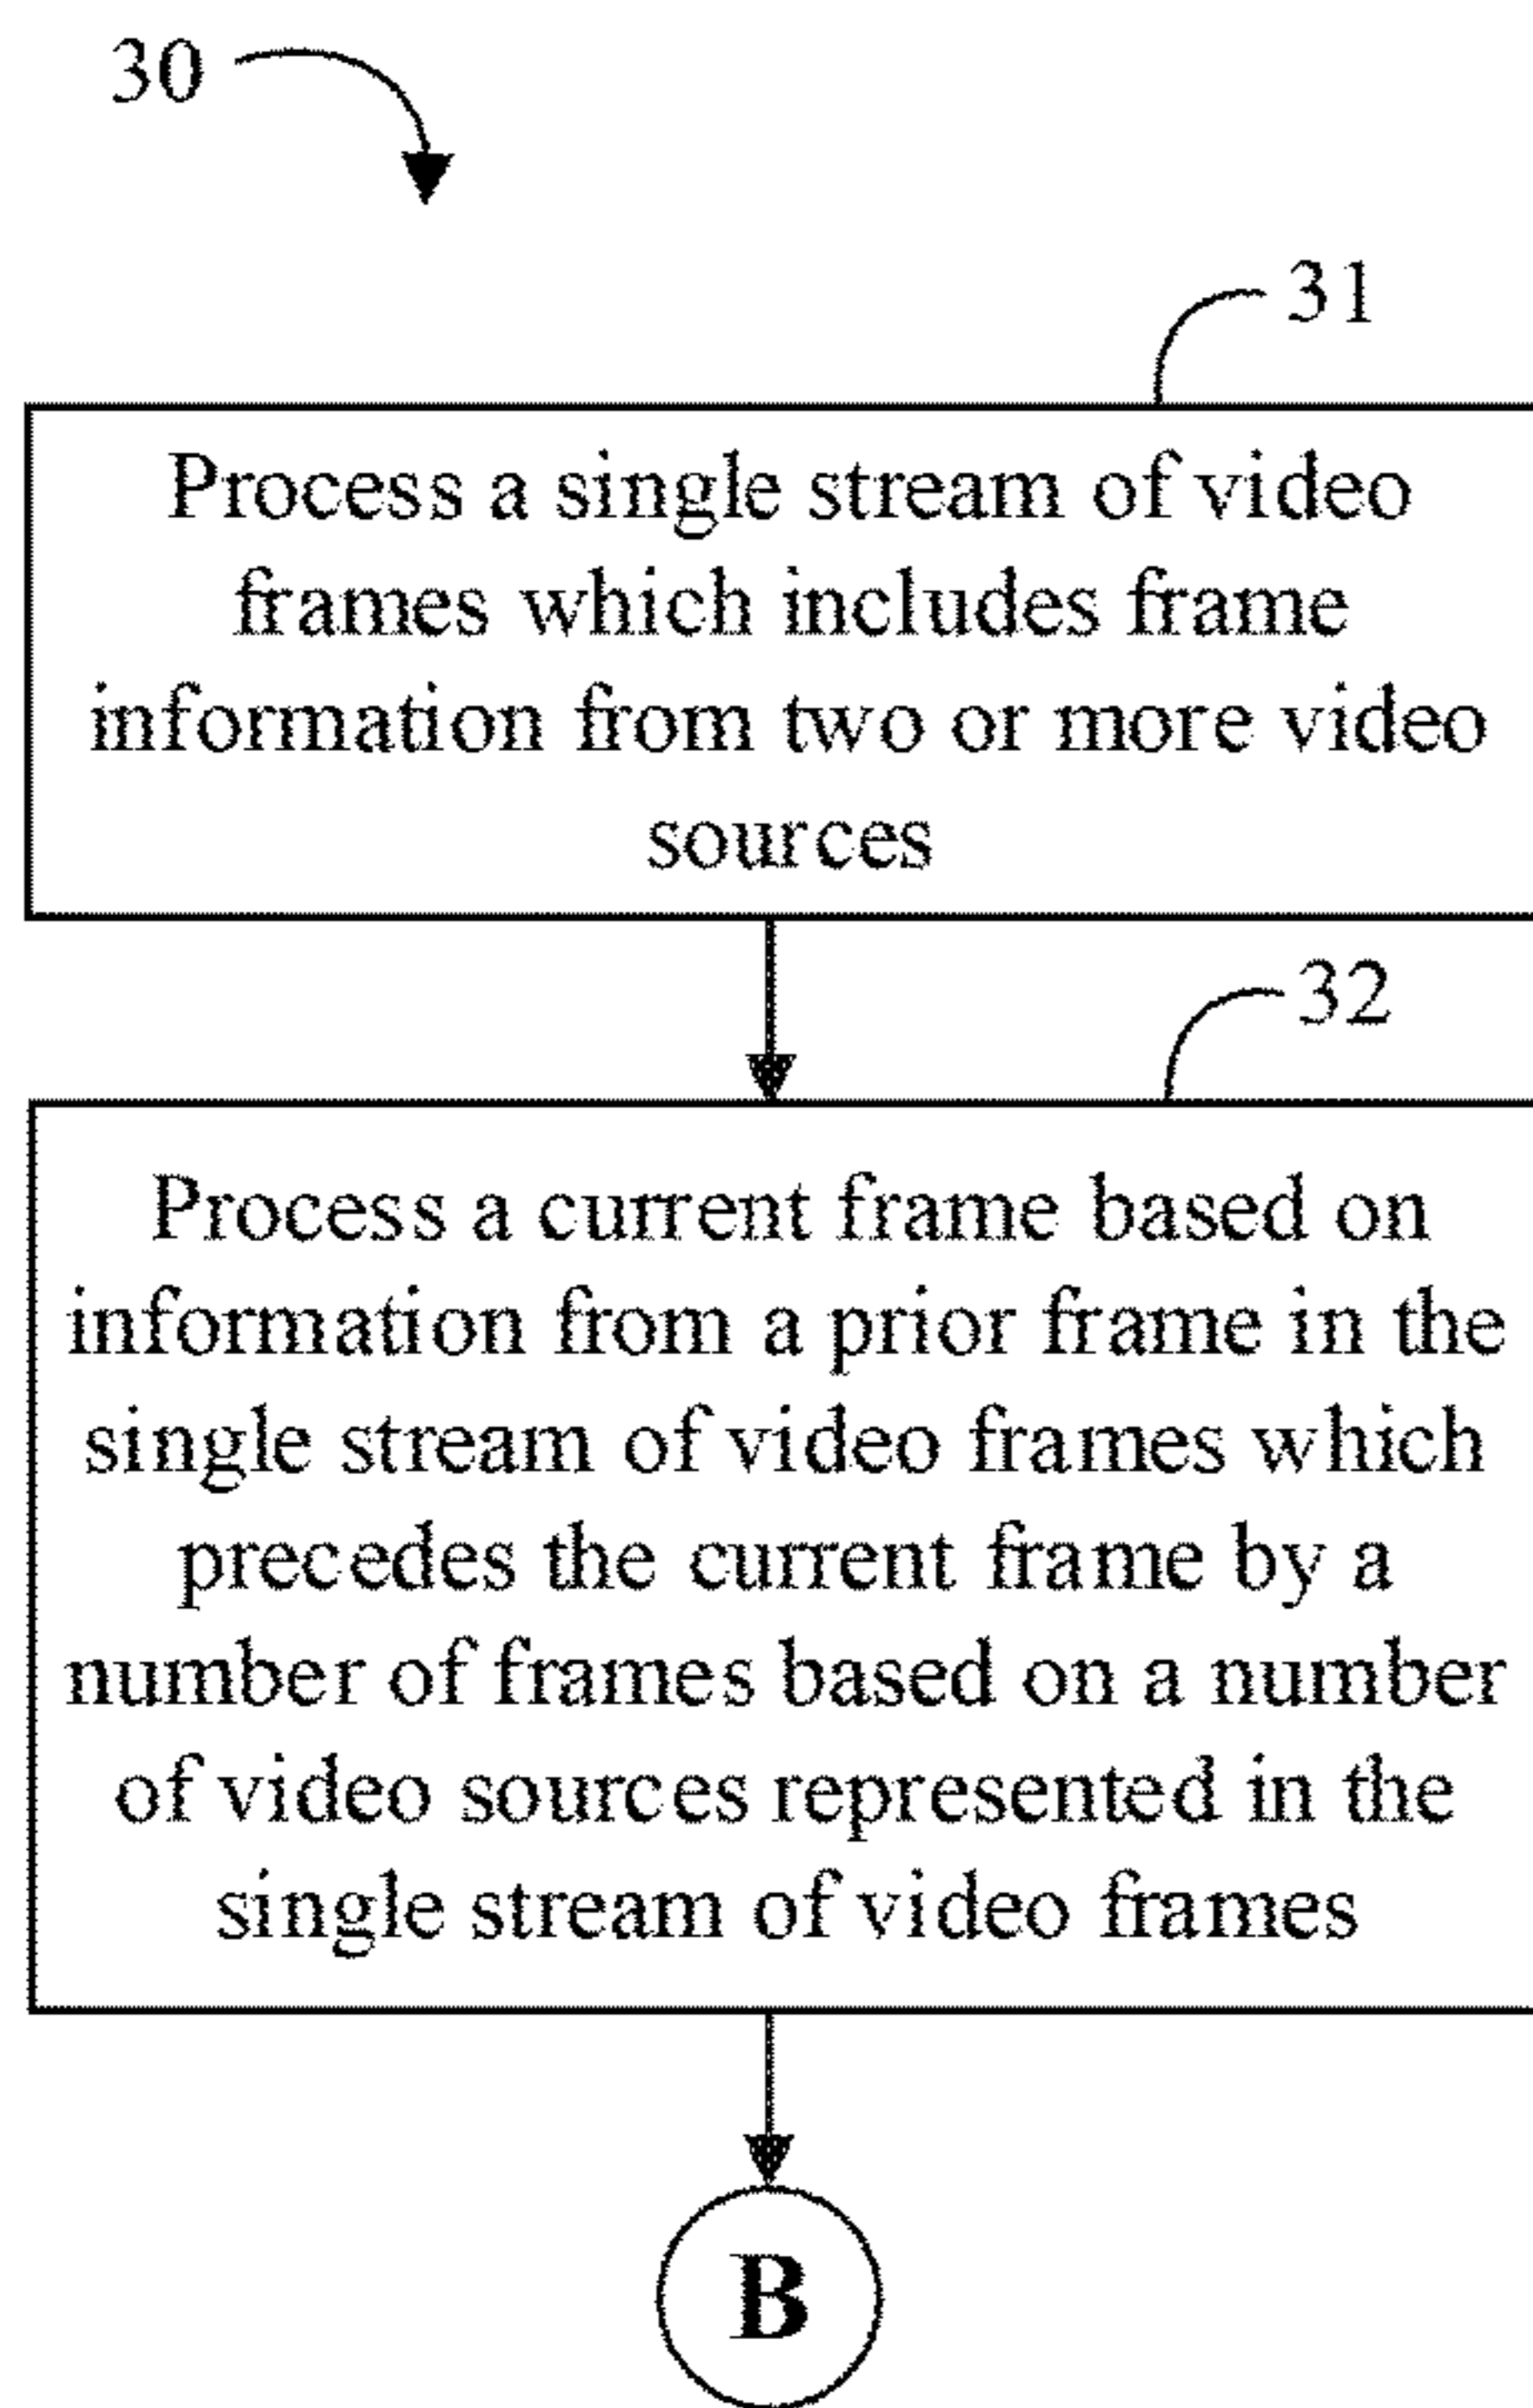 30
31
Process a single stream of video
frames which includes frame
information from two or more video
sources
32
Process a current frame based on
information from a prior frame in the
single stream of video frames which
precedes the current frame by a
number of frames based on a number
of video sources represented in the
single stream of video frames
B